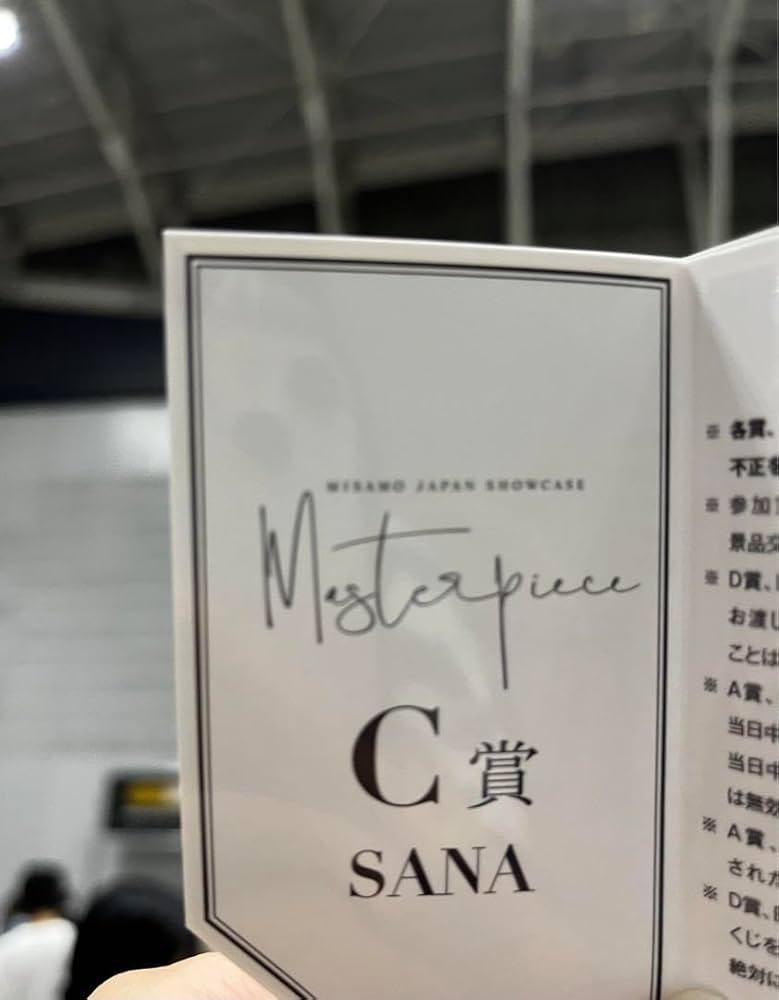 MISAMO JAPAN SHOWCASE
Masterpiece
C賞
SANA
※ 各賞、
不正
※ 参加
景品交
※ D賞、
お渡し
ことは
※ A賞、
当日中
当日中
は無効
※ A賞、
された
※ D賞、
くじを
絶対に